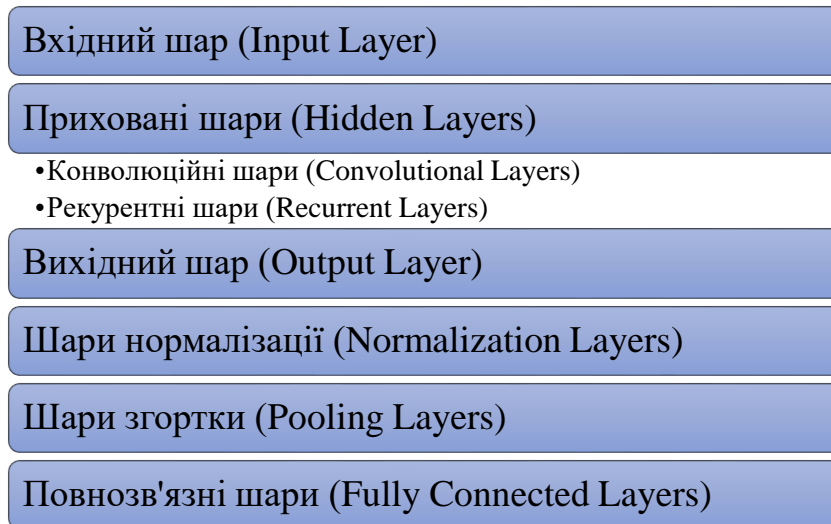 Вхідний шар (Input Layer)
Приховані шари (Hidden Layers)
•Конволюційні шари (Convolutional Layers)
•Рекурентні шари (Recurrent Layers)
Вихідний шар (Output Layer)
Шари нормалізації (Normalization Layers)
Шари згортки (Pooling Layers)
Повнозв'язні шари (Fully Connected Layers)